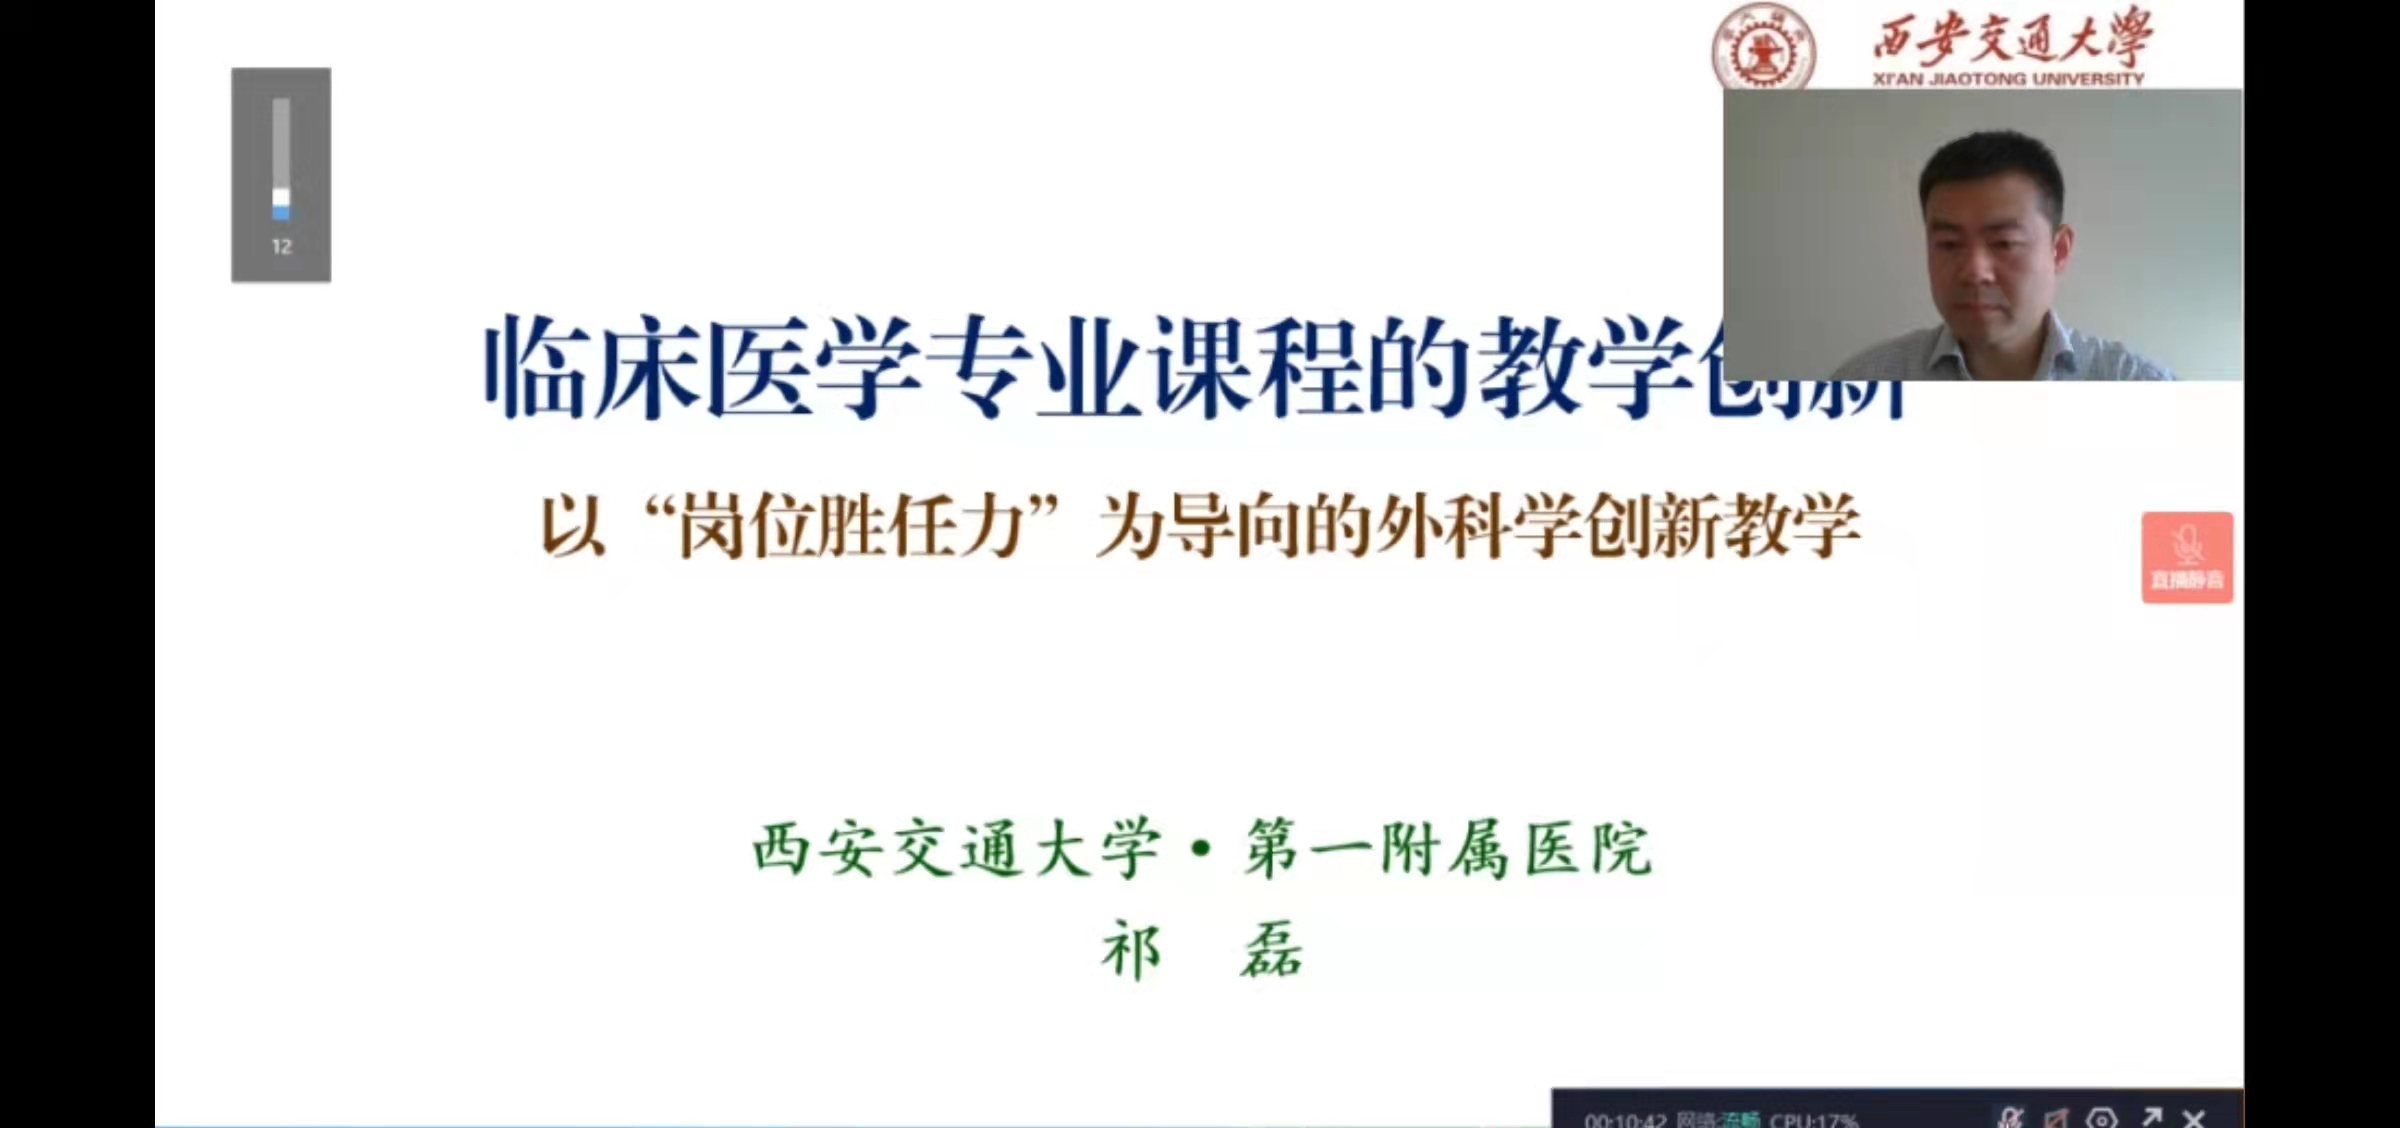 西安交通大學
XI'AN JIAOTONG UNIVERSITY
12
临床医学专业课程的教学创新
以“岗位胜任力”为导向的外科学创新教学
直播静音
西安交通大学·第一附属医院
祁 磊
00:10:42 网络:流畅 CPU:17%